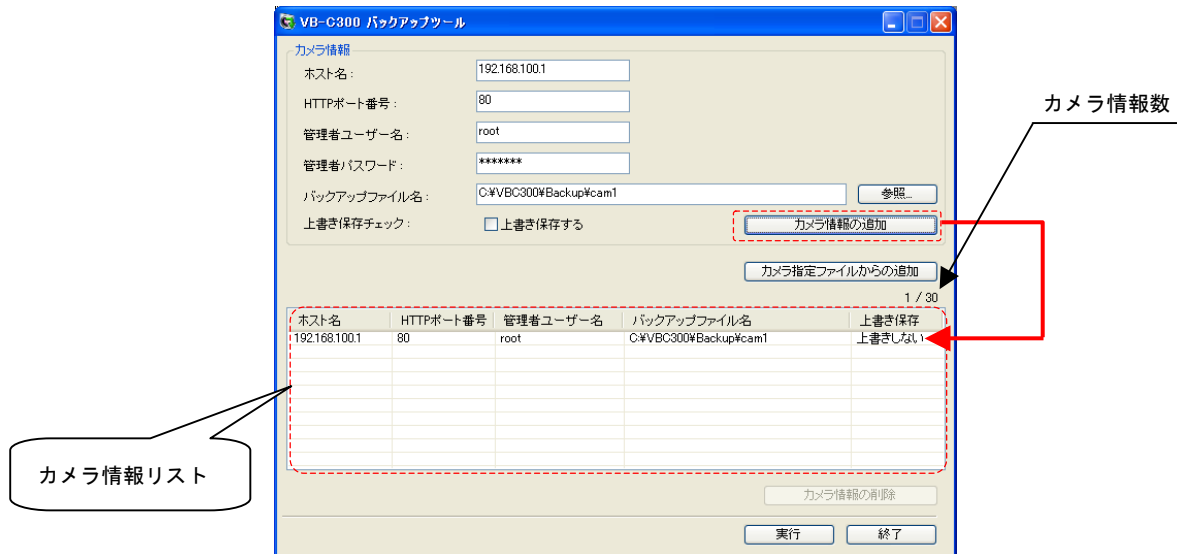 VB-C300 バックアップツール
カメラ情報
ホスト名：
192.168.100.1
HTTPポート番号：
80
管理者ユーザー名：
root
管理者パスワード：
*******
バックアップファイル名：
C:¥VBC300¥Backup¥cam1
参照...
上書き保存チェック：
上書き保存する
カメラ情報の追加
カメラ情報数
カメラ指定ファイルからの追加
1 / 30
ホスト名 HTTPポート番号 管理者ユーザー名 バックアップファイル名 上書き保存
192.168.100.1 80 root C:¥VBC300¥Backup¥cam1 上書きしない
カメラ情報リスト
カメラ情報の削除
実行 終了